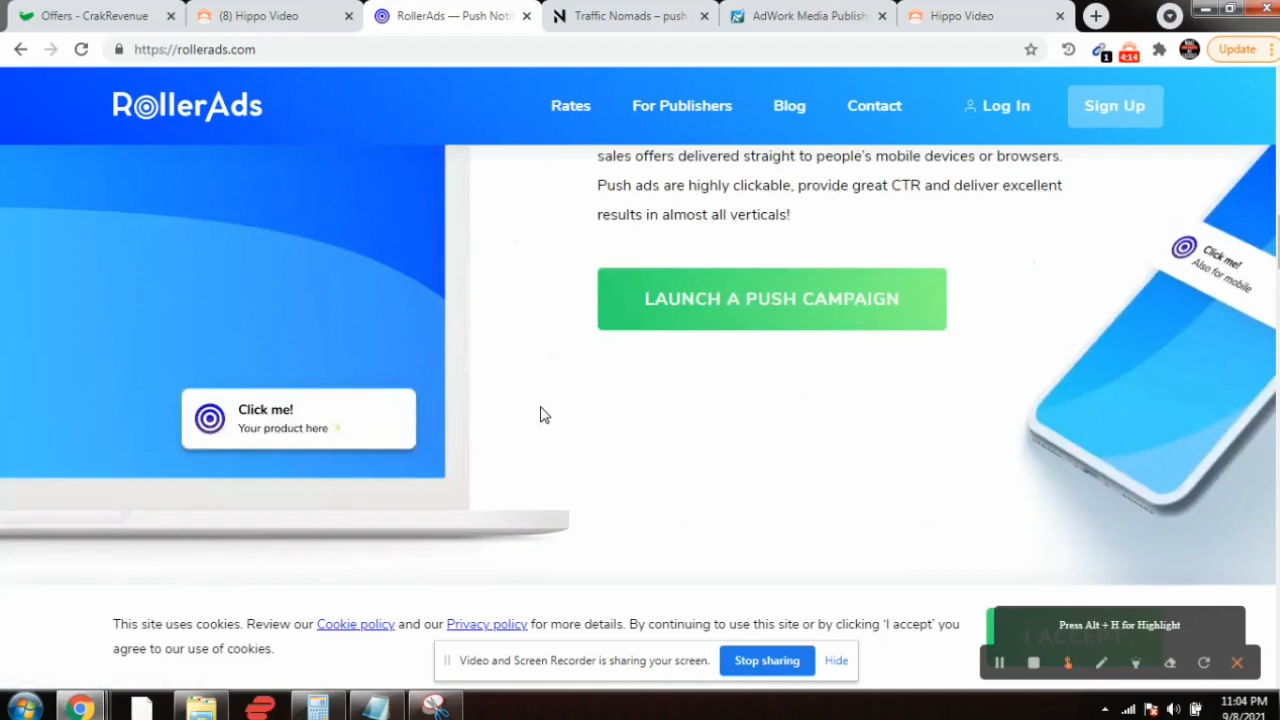 Offers - CrakRevenue
(8) Hippo Video
RollerAds — Push Noti
Traffic Nomads – push
AdWork Media Publish
Hippo Video
https://rollerads.com
1
4:14
Update
RollerAds
Rates
For Publishers
Blog
Contact
Log In
Sign Up
sales offers delivered straight to people's mobile devices or browsers.
Push ads are highly clickable, provide great CTR and deliver excellent
results in almost all verticals!
LAUNCH A PUSH CAMPAIGN
Click me!
Also for mobile
Click me!
Your product here
This site uses cookies. Review our Cookie policy and our Privacy policy for more details. By continuing to use this site or by clicking 'I accept' you
agree to our use of cookies.
I ACCEPT
Press Alt + H for Highlight
Video and Screen Recorder is sharing your screen.
Stop sharing
Hide
11:04 PM
9/8/2021